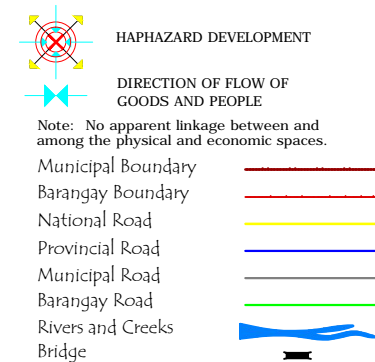 HAPHAZARD DEVELOPMENT
DIRECTION OF FLOW OF
GOODS AND PEOPLE
Note: No apparent linkage between and
among the physical and economic spaces.
Municipal Boundary
Barangay Boundary
National Road
Provincial Road
Municipal Road
Barangay Road
Rivers and Creeks
Bridge